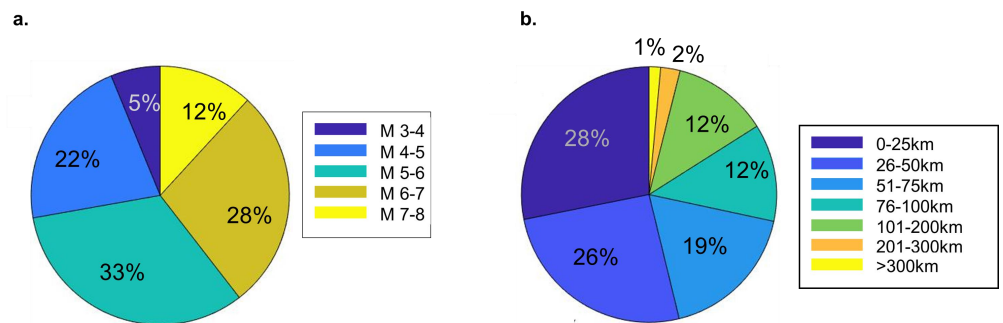 a.
5%
12%
22%
28%
33%
M 3-4
M 4-5
M 5-6
M 6-7
M 7-8
b.
1%
2%
28%
12%
12%
26%
19%
0-25km
26-50km
51-75km
76-100km
101-200km
201-300km
>300km